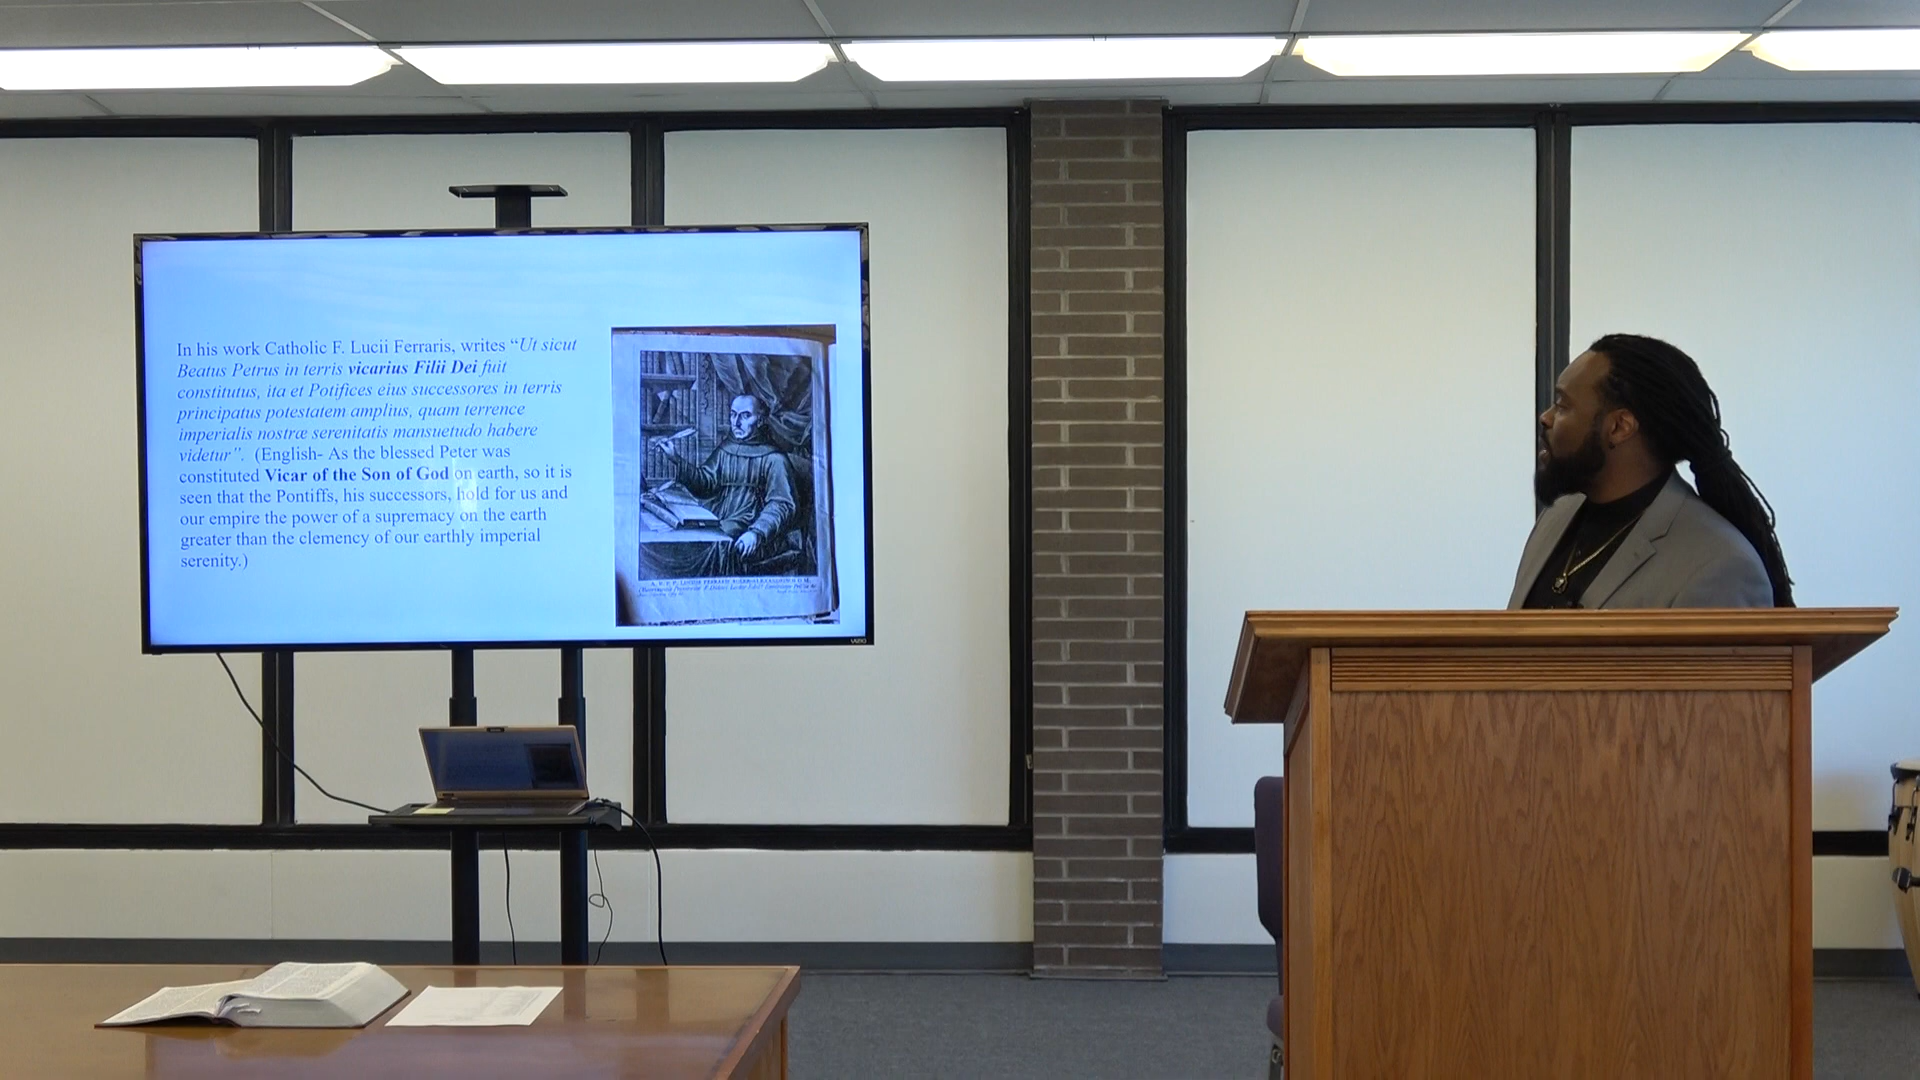 In his work Catholic F. Lucii Ferraris, writes “Ut sicut
Beatus Petrus in terris vicarius Filii Dei fuit
constitutus, ita et Potifices eius successores in terris
principatus potestatem amplius, quam terrence
imperialis nostræ serenitatis mansuetudo habere
videtur”. (English- As the blessed Peter was
constituted Vicar of the Son of God on earth, so it is
seen that the Pontiffs, his successors, hold for us and
our empire the power of a supremacy on the earth
greater than the clemency of our earthly imperial
serenity.)
VIZIO